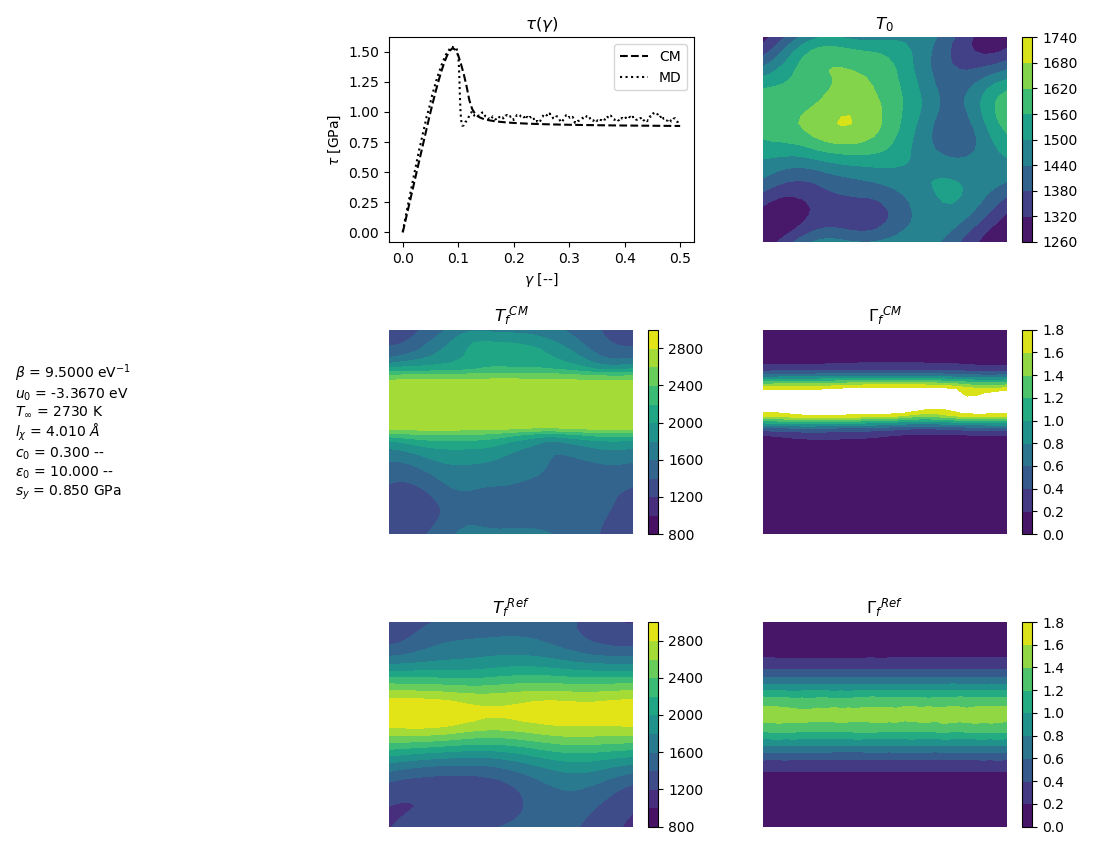 τ(γ)
τ [GPa]
1.50
1.25
1.00
0.75
0.50
0.25
0.00
CM
MD
0.0 0.1 0.2 0.3 0.4 0.5
γ [--]
T₀
1740
1680
1620
1560
1500
1440
1380
1320
1260
β = 9.5000 eV⁻¹
u₀ = -3.3670 eV
T∞ = 2730 K
lᵪ = 4.010 Å
c₀ = 0.300 --
ε₀ = 10.000 --
s_y = 0.850 GPa
T_f^CM
2800
2400
2000
1600
1200
800
Γ_f^CM
1.8
1.6
1.4
1.2
1.0
0.8
0.6
0.4
0.2
0.0
T_f^Ref
2800
2400
2000
1600
1200
800
Γ_f^Ref
1.8
1.6
1.4
1.2
1.0
0.8
0.6
0.4
0.2
0.0